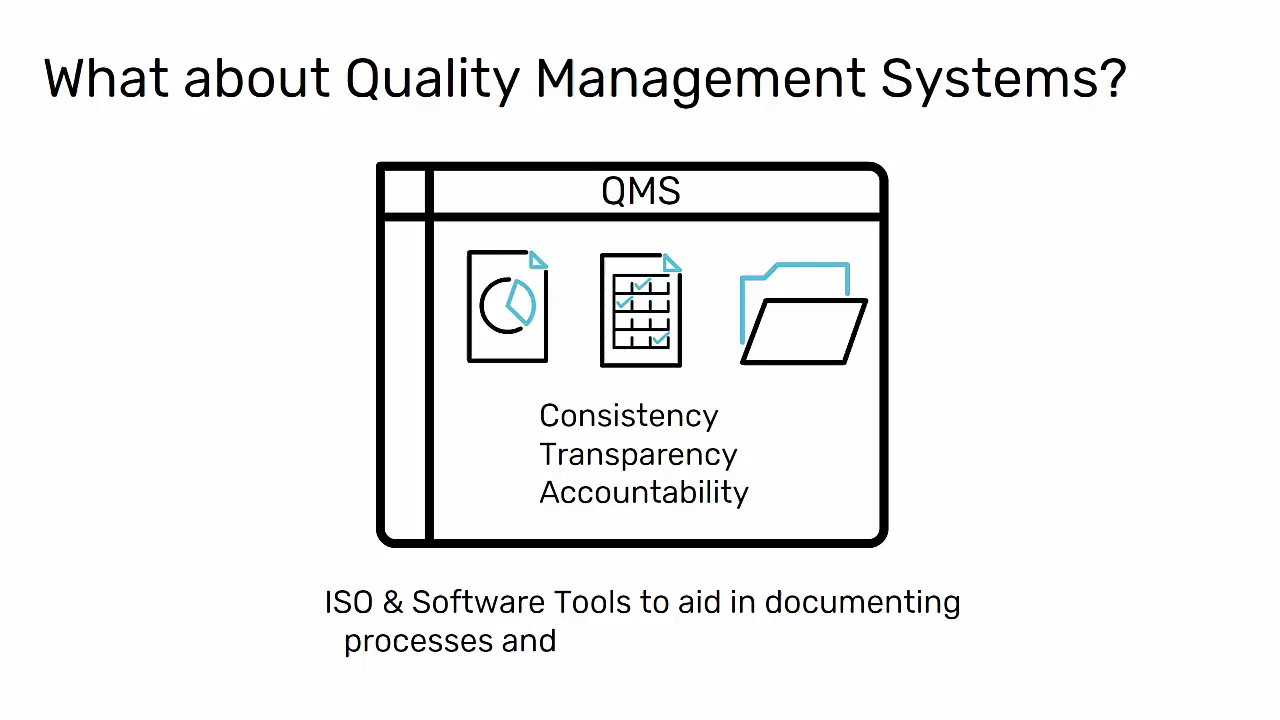 What about Quality Management Systems?
QMS
Consistency
Transparency
Accountability
ISO & Software Tools to aid in documenting
processes and